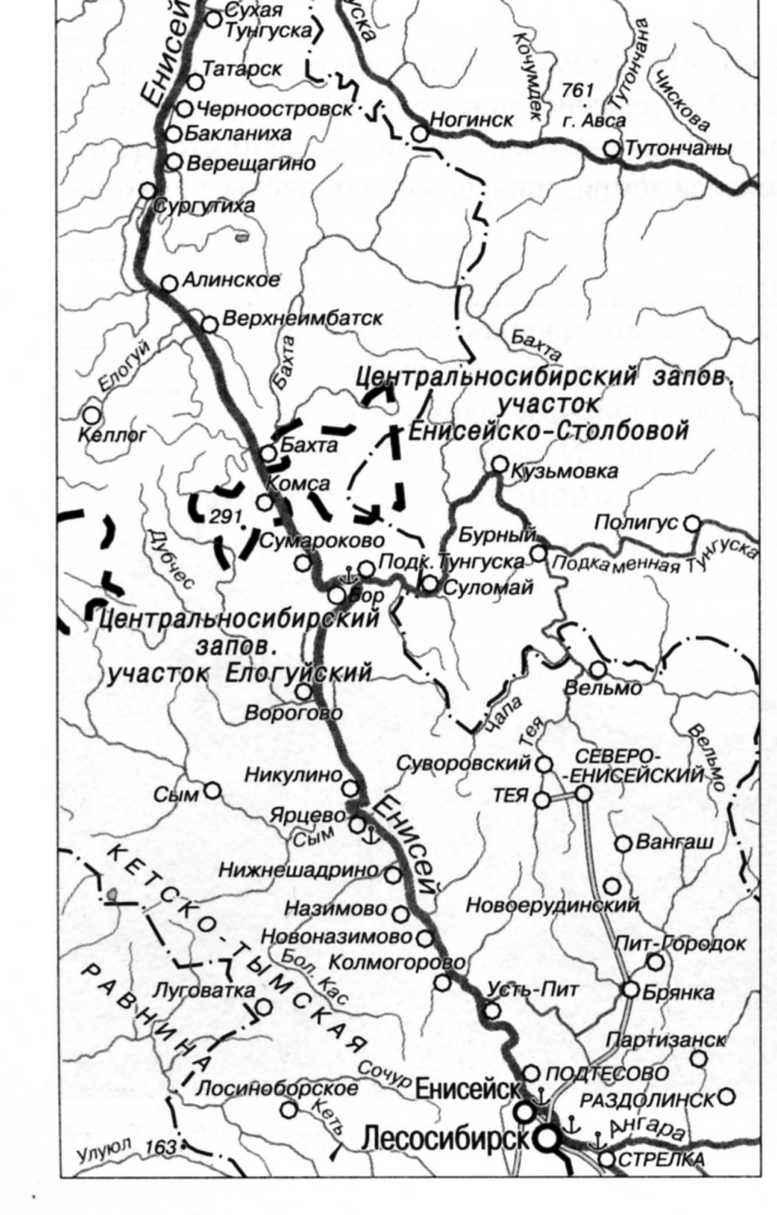 Сухая
Тунгуска
Енисей
Татарск
Черноостровск
Бакланиха
Верещагино
Сургутиха
Кочумдек
Тутончана
Чискова
761
г. Авса
Ногинск
Тутончаны
Алинское
Верхнеимбатск
Елогуй
Бахта
Бахта
Келлог
Центральносибирский запов.
участок
Енисейско-Столбовой
Бахта
Комса
291
Кузьмовка
Полигус
Бурный
Подкаменная Тунгуска
Дубчес
Сумароково
Подк. Тунгуска
Суломай
Бор
Центральносибирский
запов.
участок Елогуйский
Ворогово
Вельмо
Чапа
Тея
Вельмо
Суворовский
СЕВЕРО-
-ЕНИСЕЙСКИЙ
ТЕЯ
Никулино
Сым
Ярцево
Сым
Енисей
Вангаш
Нижнешадрино
Новоерудинский
Назимово
Новоназимово
Колмогорово
Пит-Городок
КЕТСКО-ТЫМСКАЯ
РАВНИНА
Бол. Кас
Луговатка
Усть-Пит
Брянка
Партизанск
Сочур
ПОДТЕСОВО
Енисейск
РАЗДОЛИНСК
Лосиноборское
Кеть
Лесосибирск
Ангара
СТРЕЛКА
Улуюл
163